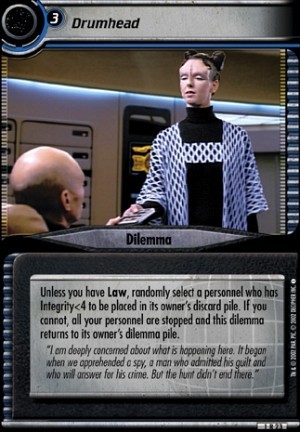 3
Drumhead
Dilemma
Unless you have Law, randomly select a personnel who has
Integrity<4 to be placed in its owner's discard pile. If you
cannot, all your personnel are stopped and this dilemma
returns to its owner's dilemma pile.
"I am deeply concerned about what is happening here. It began
when we apprehended a spy, a man who admitted his guilt and
who will answer for his crime. But the hunt didn't end there."
1 R 23